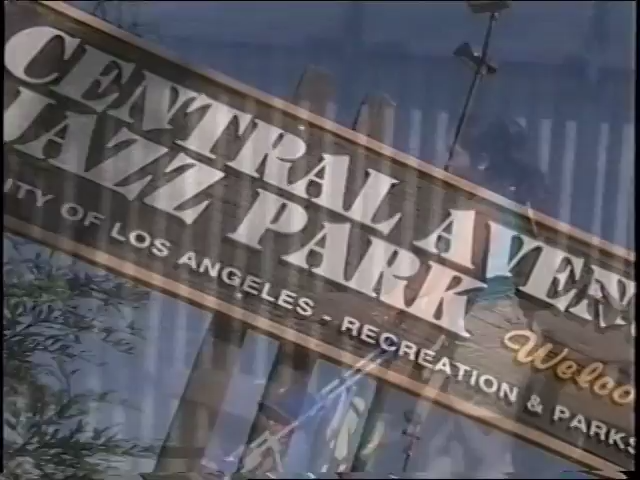 CENTRAL AVEN
JAZZ PARK
ITY OF LOS ANGELES - RECREATION & PARKS
Welco